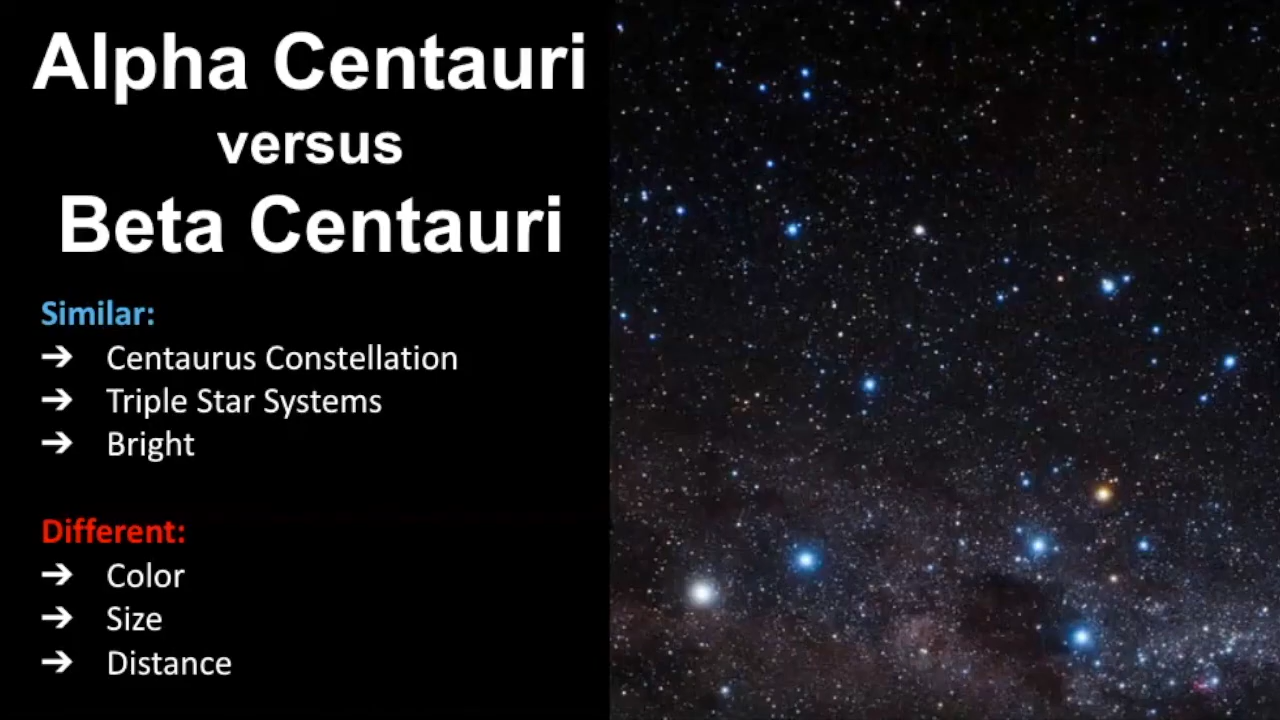 Alpha Centauri
versus
Beta Centauri
Similar:
➔ Centaurus Constellation
➔ Triple Star Systems
➔ Bright
Different:
➔ Color
➔ Size
➔ Distance